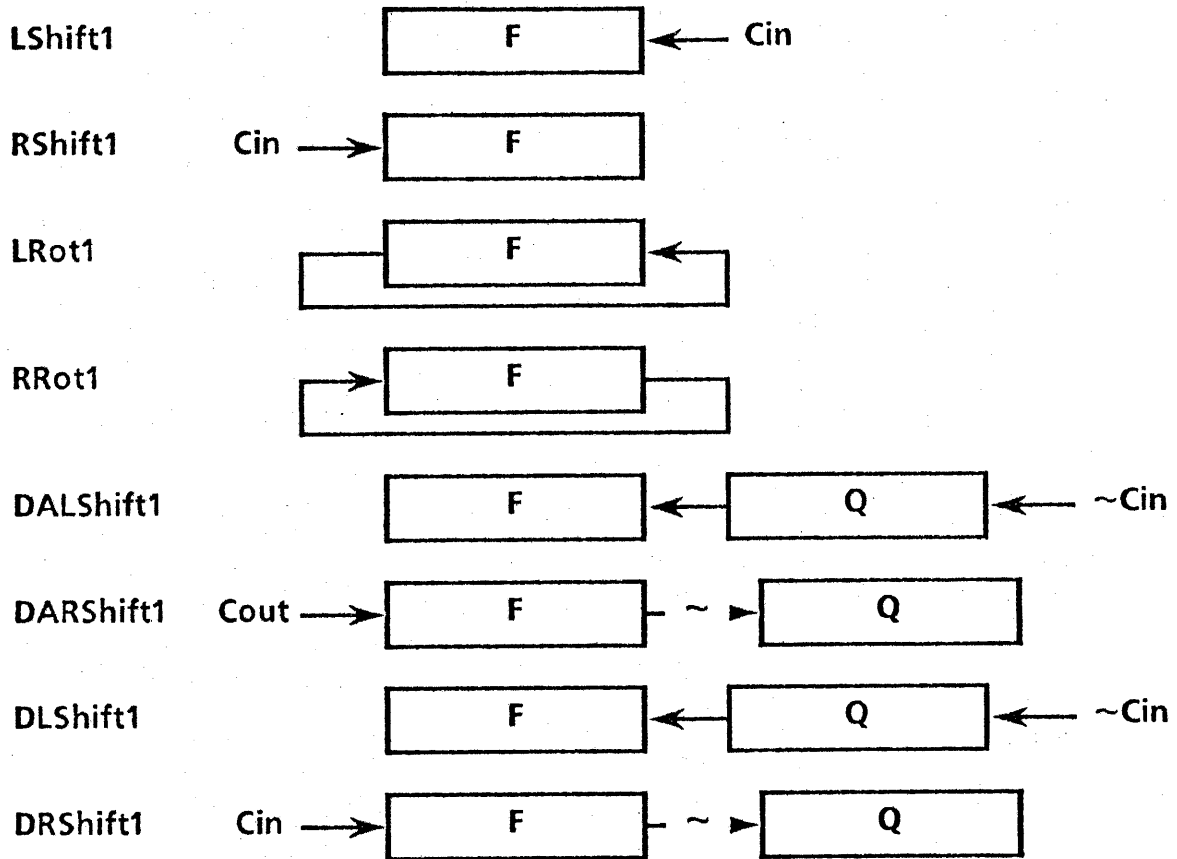 LShift1 F Cin
RShift1 Cin F
LRot1 F
RRot1 F
DALShift1 F Q ~Cin
DARShift1 Cout F ~ Q
DLShift1 F Q ~Cin
DRShift1 Cin F ~ Q